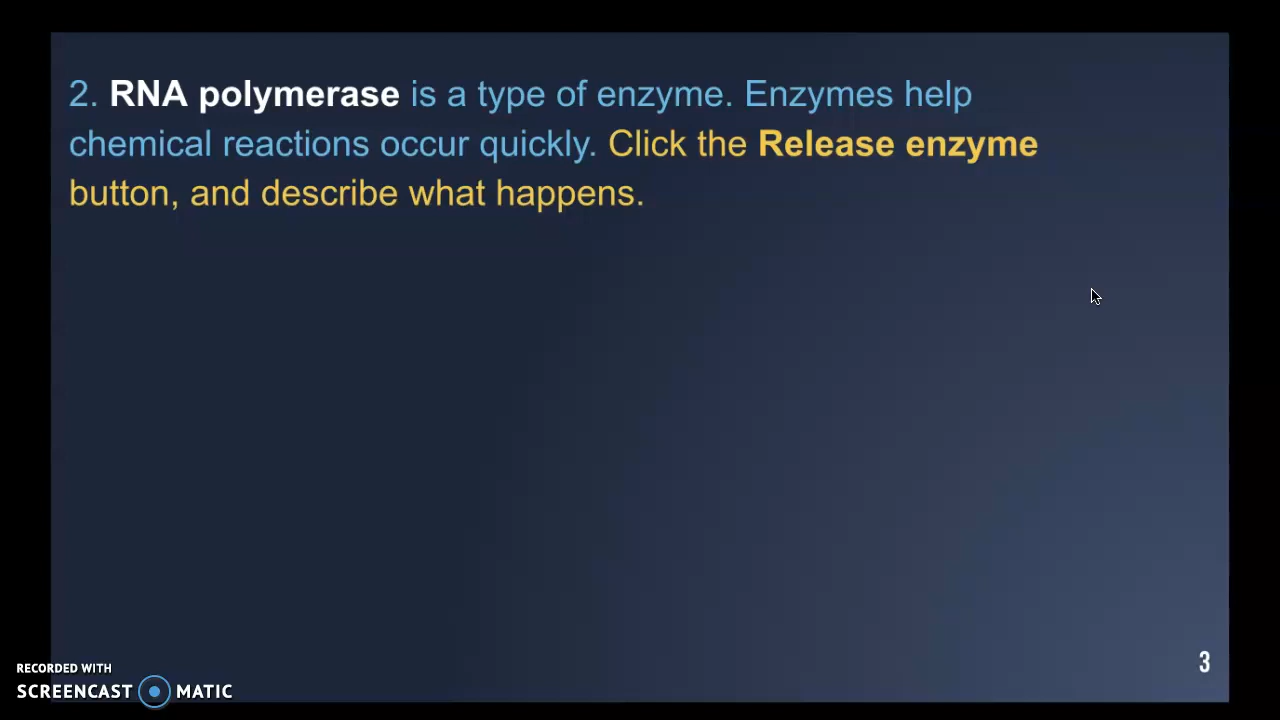 2. RNA polymerase is a type of enzyme. Enzymes help
chemical reactions occur quickly. Click the Release enzyme
button, and describe what happens.
3
RECORDED WITH
SCREENCAST MATIC